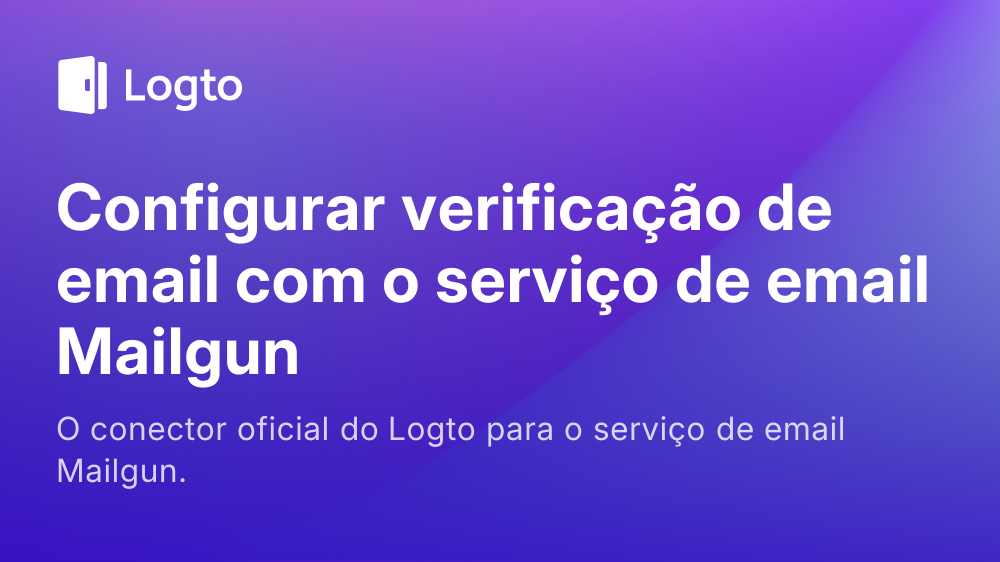 Logto
Configurar verificação de
email com o serviço de email
Mailgun
O conector oficial do Logto para o serviço de email
Mailgun.